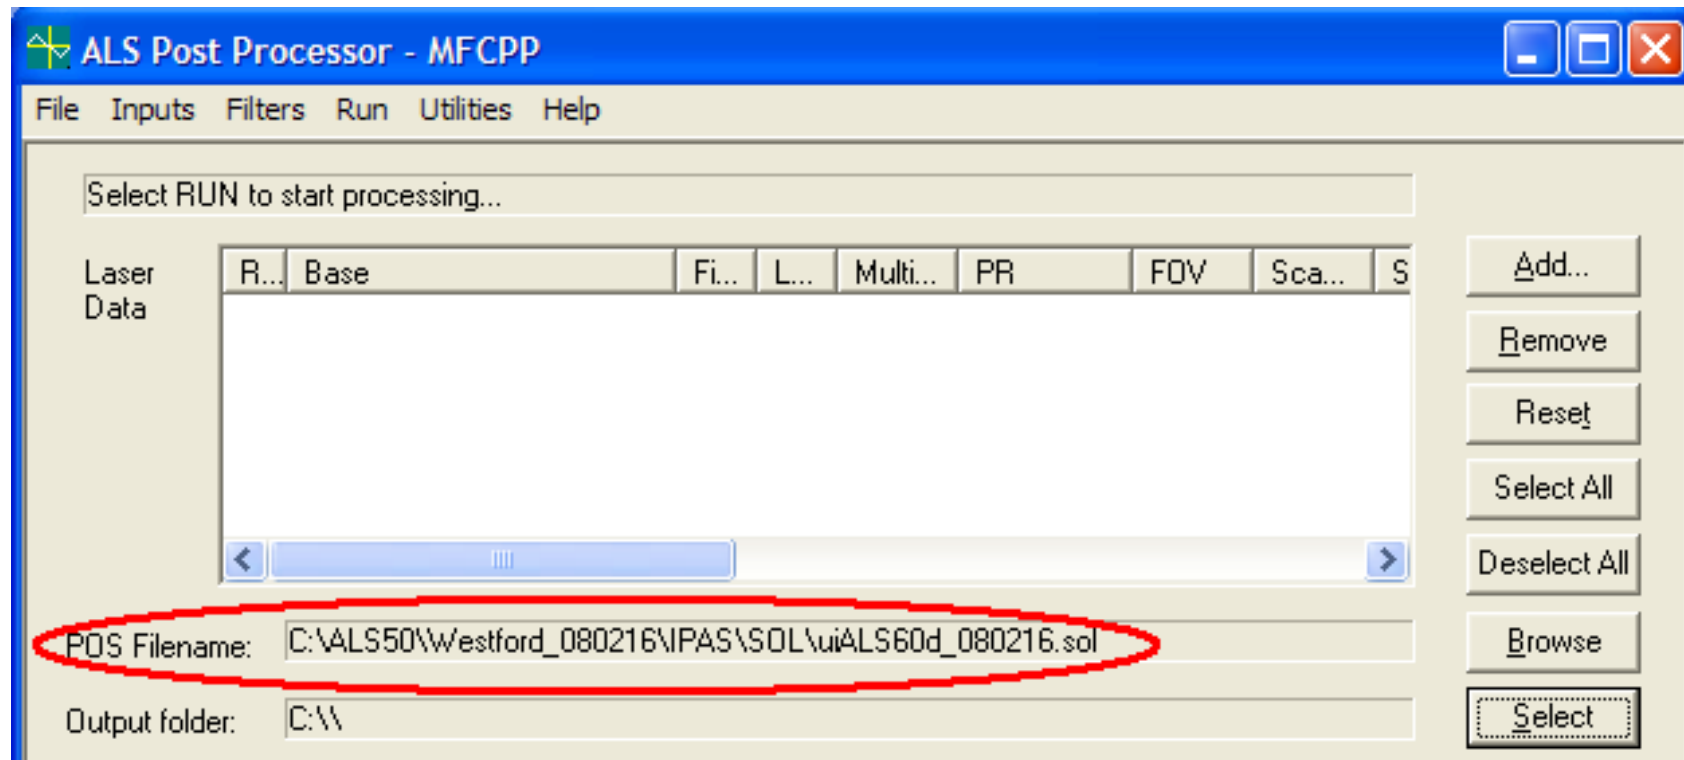 ALS Post Processor - MFCPP
File Inputs Filters Run Utilities Help
Select RUN to start processing...
Laser Data
R... Base Fi... L... Multi... PR FOV Sca... S
Add...
Remove
Reset
Select All
Deselect All
POS Filename: C:\ALS50\Westford_080216\IPAS\SOL\uiALS60d_080216.sol
Browse
Output folder: C:\\
Select